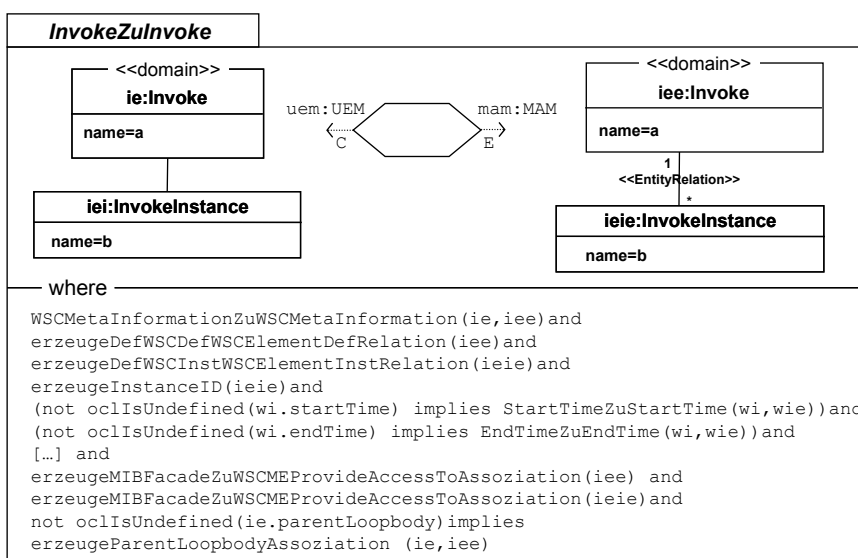 InvokeZuInvoke
<<domain>>
ie:Invoke
name=a
iei:InvokeInstance
name=b
uem:UEM
C
mam:MAM
E
<<domain>>
iee:Invoke
name=a
1
<<EntityRelation>>
*
ieie:InvokeInstance
name=b
where
WSCMetaInformationZuWSCMetaInformation(ie,iee)and
erzeugeDefWSCDefWSCElementDefRelation(iee)and
erzeugeDefWSCInstWSCElementInstRelation(ieie)and
erzeugeInstanceID(ieie)and
(not oclIsUndefined(wi.startTime) implies StartTimeZuStartTime(wi,wie))and
(not oclIsUndefined(wi.endTime) implies EndTimeZuEndTime(wi,wie))and
[…] and
erzeugeMIBFacadeZuWSCMEProvideAccessToAssoziation(iee) and
erzeugeMIBFacadeZuWSCMEProvideAccessToAssoziation(ieie)and
not oclIsUndefined(ie.parentLoopbody)implies
erzeugeParentLoopbodyAssoziation (ie,iee)